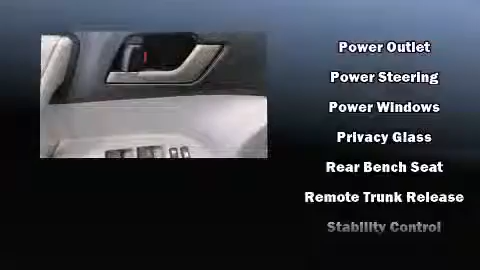 Power Outlet
Power Steering
Power Windows
Privacy Glass
Rear Bench Seat
Remote Trunk Release
Stability Control